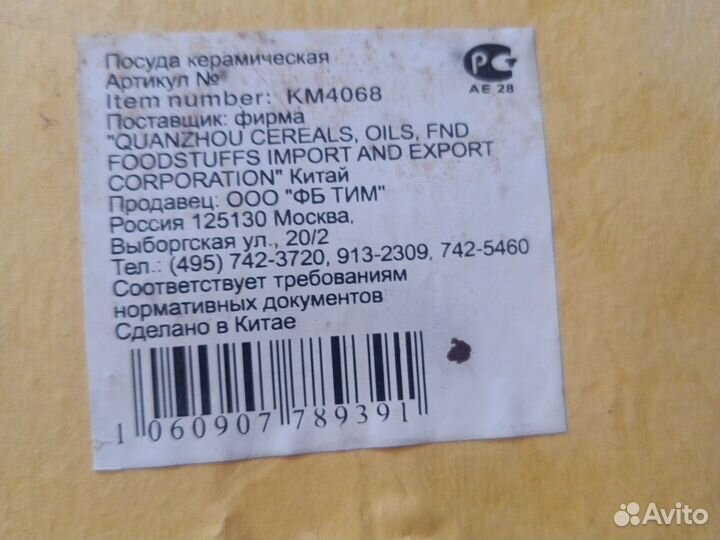 Посуда керамическая
Артикул №
Item number: KM4068
Поставщик: фирма
"QUANZHOU CEREALS, OILS, FND
FOODSTUFFS IMPORT AND EXPORT
CORPORATION" Китай
Продавец: ООО "ФБ ТИМ"
Россия 125130 Москва,
Выборгская ул., 20/2
Тел.: (495) 742-3720, 913-2309, 742-5460
Соответствует требованиям
нормативных документов
Сделано в Китае
РСТ
АЕ 28
1 060907 789391
Avito